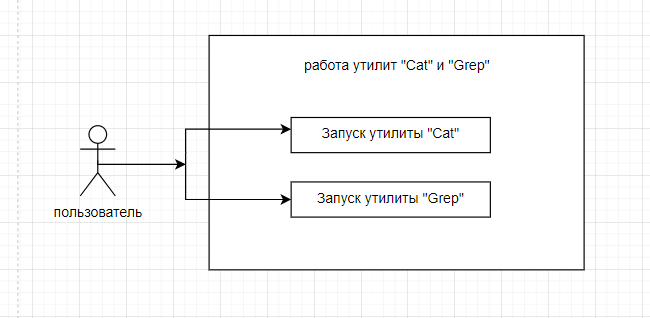 работа утилит "Cat" и "Grep"
Запуск утилиты "Cat"
Запуск утилиты "Grep"
пользователь